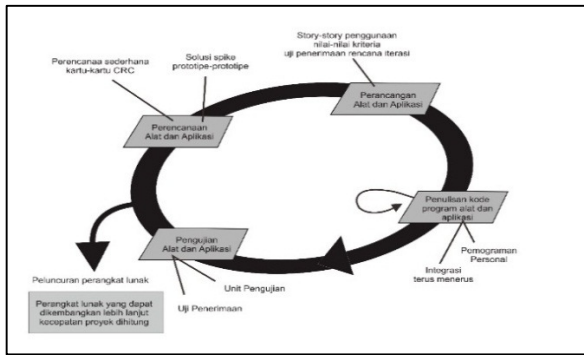 Story-story penggunaan
nilai-nilai kriteria
uji penerimaan rencana iterasi
Solusi spike
prototipe-prototipe
Perencanaa sederhana
kartu-kartu CRC
Perencanaan
Alat dan Aplikasi
Perancangan
Alat dan Aplikasi
Penulisan kode
program alat dan
aplikasi
Pemograman
Personal
Integrasi
terus menerus
Pengujian
Alat dan Aplikasi
Unit Pengujian
Uji Penerimaan
Peluncuran perangkat lunak
Perangkat lunak yang dapat
dikembangkan lebih lanjut
kecepatan proyek dihitung